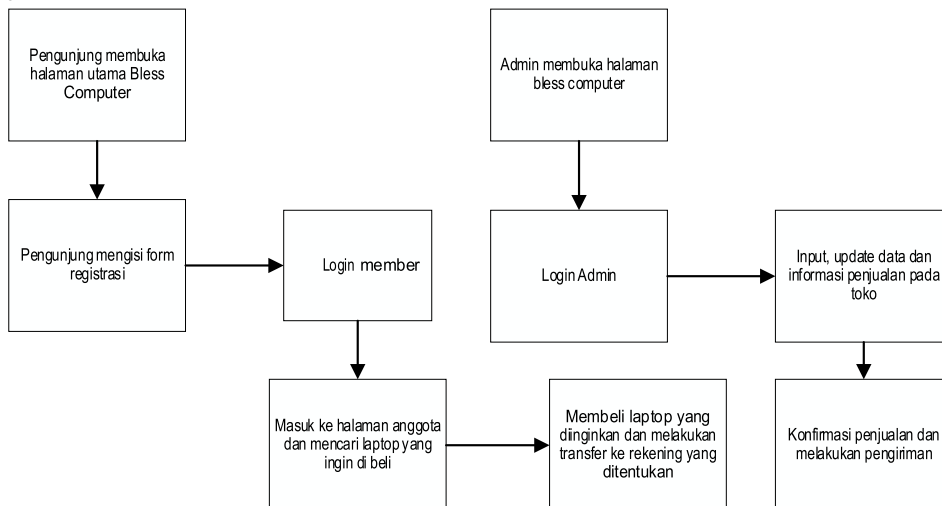 Pengunjung membuka
halaman utama Bless
Computer
Pengunjung mengisi form
registrasi
Login member
Masuk ke halaman anggota
dan mencari laptop yang
ingin di beli
Membeli laptop yang
diinginkan dan melakukan
transfer ke rekening yang
ditentukan
Admin membuka halaman
bless computer
Login Admin
Input, update data dan
informasi penjualan pada
toko
Konfirmasi penjualan dan
melakukan pengiriman